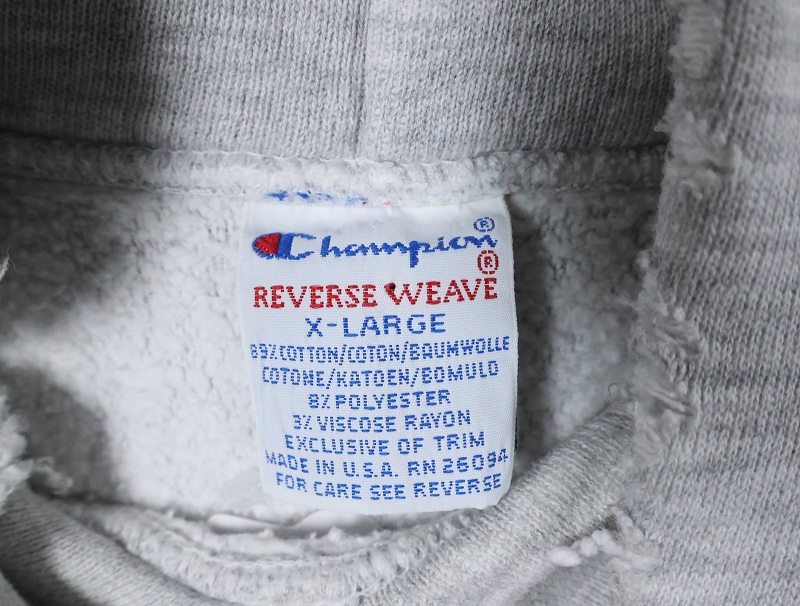 Champion®
®
REVERSE WEAVE
X-LARGE
89% COTTON/COTON/BAUMWOLLE
COTONE/KATOEN/BOMULD
8% POLYESTER
3% VISCOSE RAYON
EXCLUSIVE OF TRIM
MADE IN U.S.A. RN 26094
FOR CARE SEE REVERSE